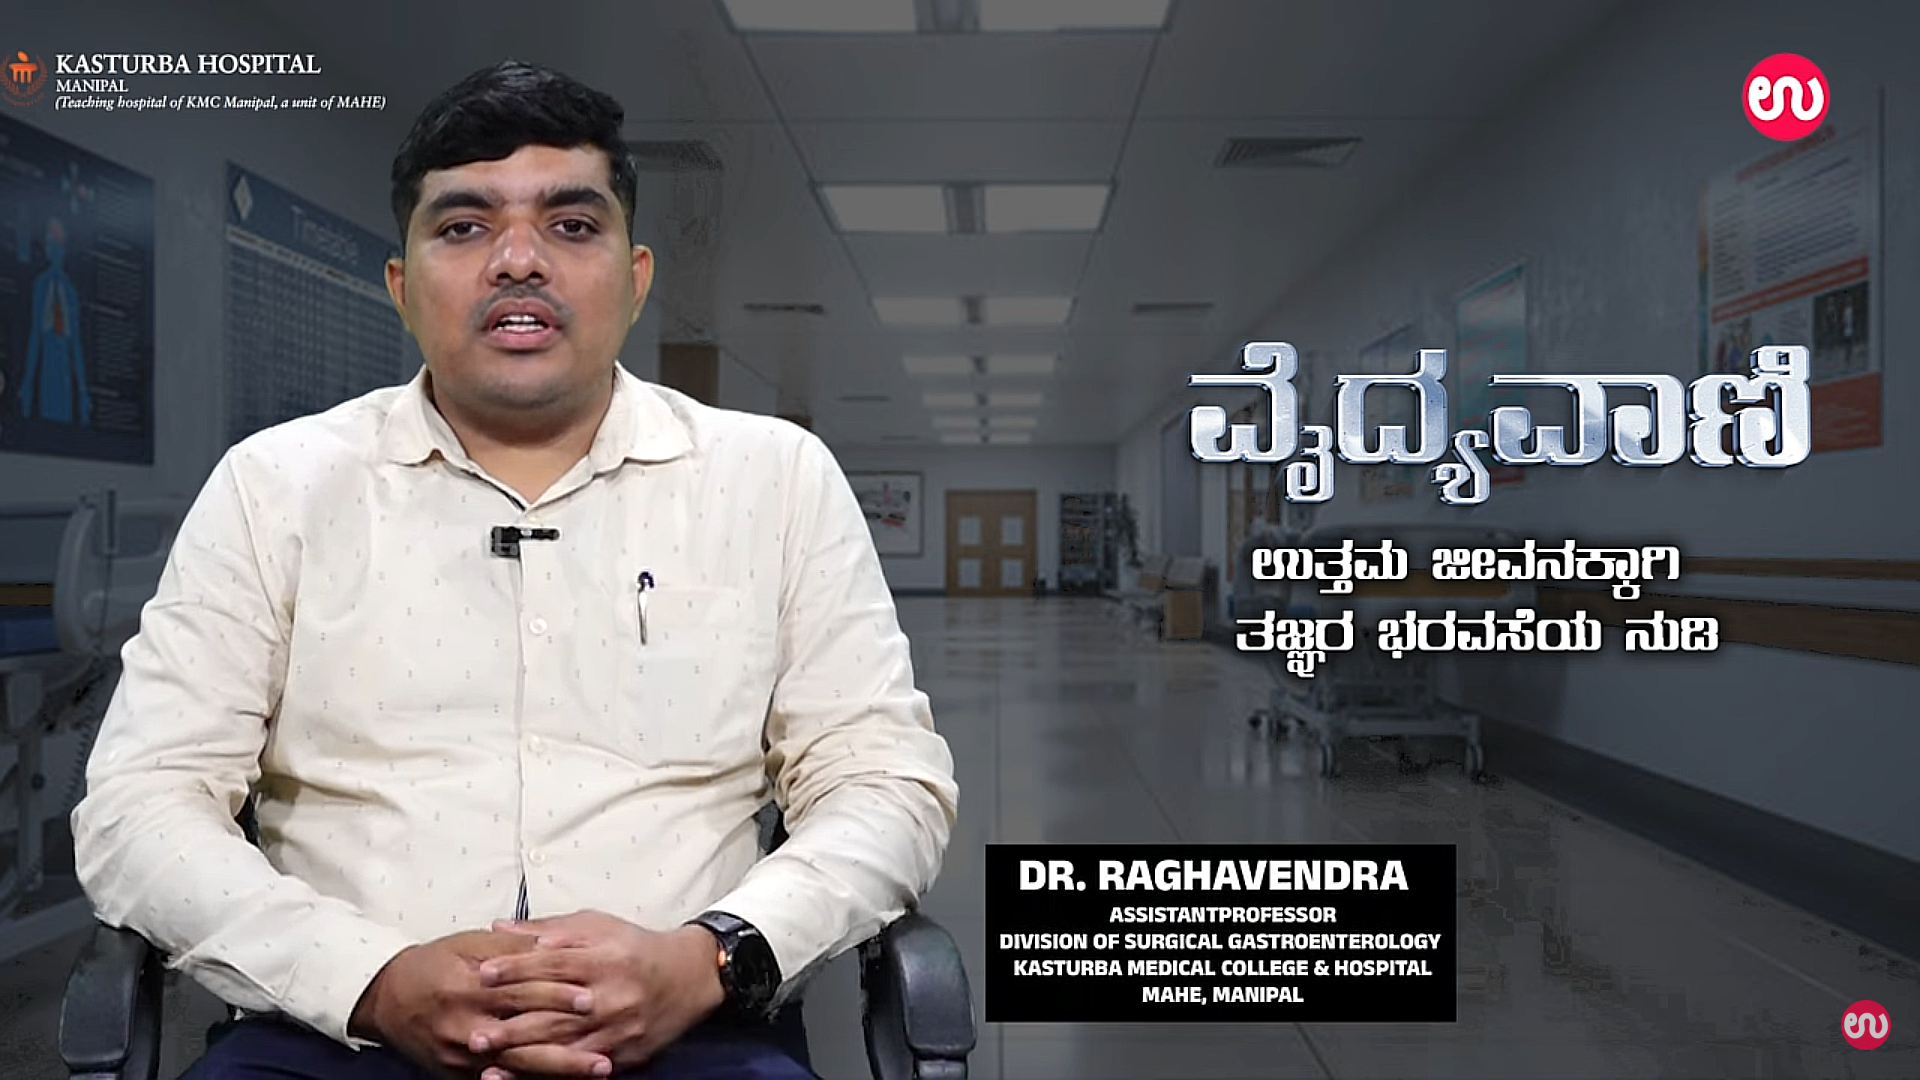 KASTURBA HOSPITAL
MANIPAL
(Teaching hospital of KMC Manipal, a unit of MAHE)
ಉ
Timetable
ವೈದ್ಯವಾಣಿ
ಉತ್ತಮ ಜೀವನಕ್ಕಾಗಿ
ತಜ್ಞರ ಭರವಸೆಯ ನುಡಿ
DR. RAGHAVENDRA
ASSISTANTPROFESSOR
DIVISION OF SURGICAL GASTROENTEROLOGY
KASTURBA MEDICAL COLLEGE & HOSPITAL
MAHE, MANIPAL
ಉ